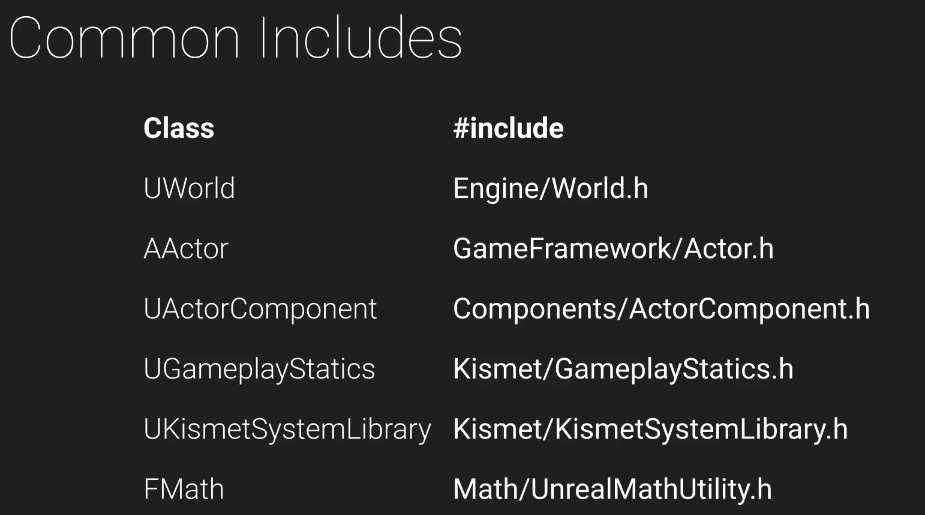 Common Includes
Class #include
UWorld Engine/World.h
AActor GameFramework/Actor.h
UActorComponent Components/ActorComponent.h
UGameplayStatics Kismet/GameplayStatics.h
UKismetSystemLibrary Kismet/KismetSystemLibrary.h
FMath Math/UnrealMathUtility.h